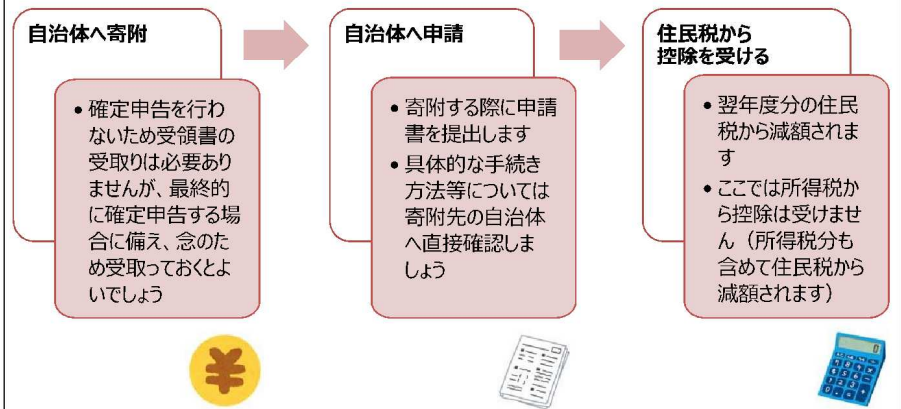 自治体へ寄附
• 確定申告を行わ
ないため受領書の
受取りは必要あり
ませんが、最終的
に確定申告する場
合に備え、念のた
め受取っておくとよ
いでしょう
¥
自治体へ申請
• 寄附する際に申請
書を提出します
• 具体的な手続き
方法等については
寄附先の自治体
へ直接確認しま
しょう
住民税から
控除を受ける
• 翌年度分の住民
税から減額されま
す
• ここでは所得税か
ら控除は受けませ
ん（所得税分も
含めて住民税から
減額されます）